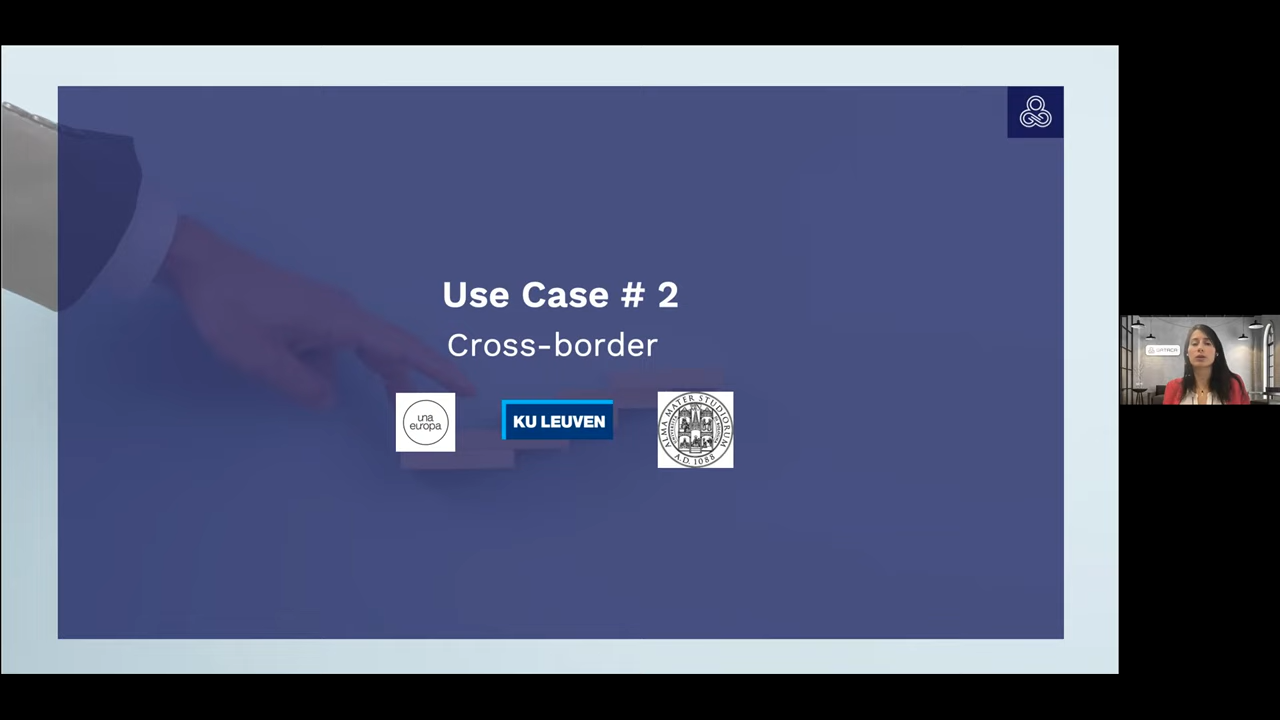 Use Case # 2
Cross-border
una
europa
KU LEUVEN
ALMA MATER STUDIORUM
A.D. 1088